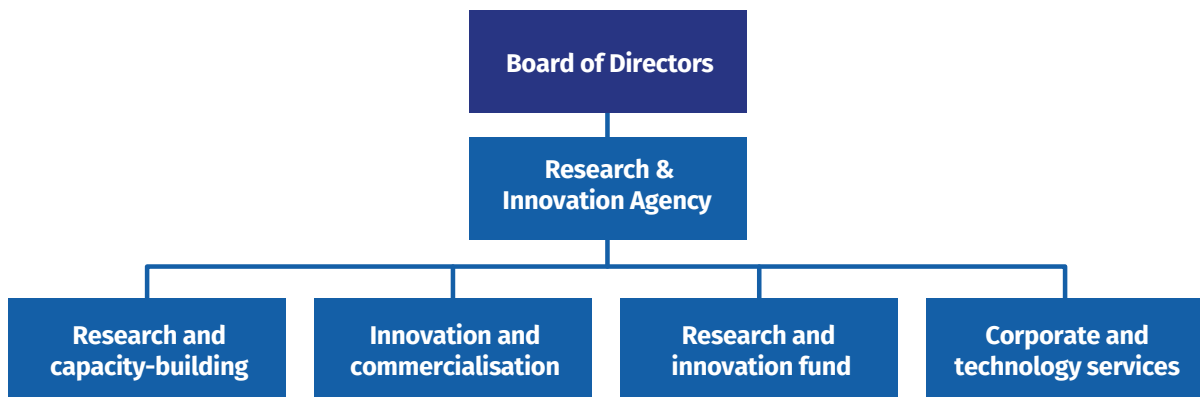 Board of Directors
Research &
Innovation Agency
Research and
capacity-building
Innovation and
commercialisation
Research and
innovation fund
Corporate and
technology services